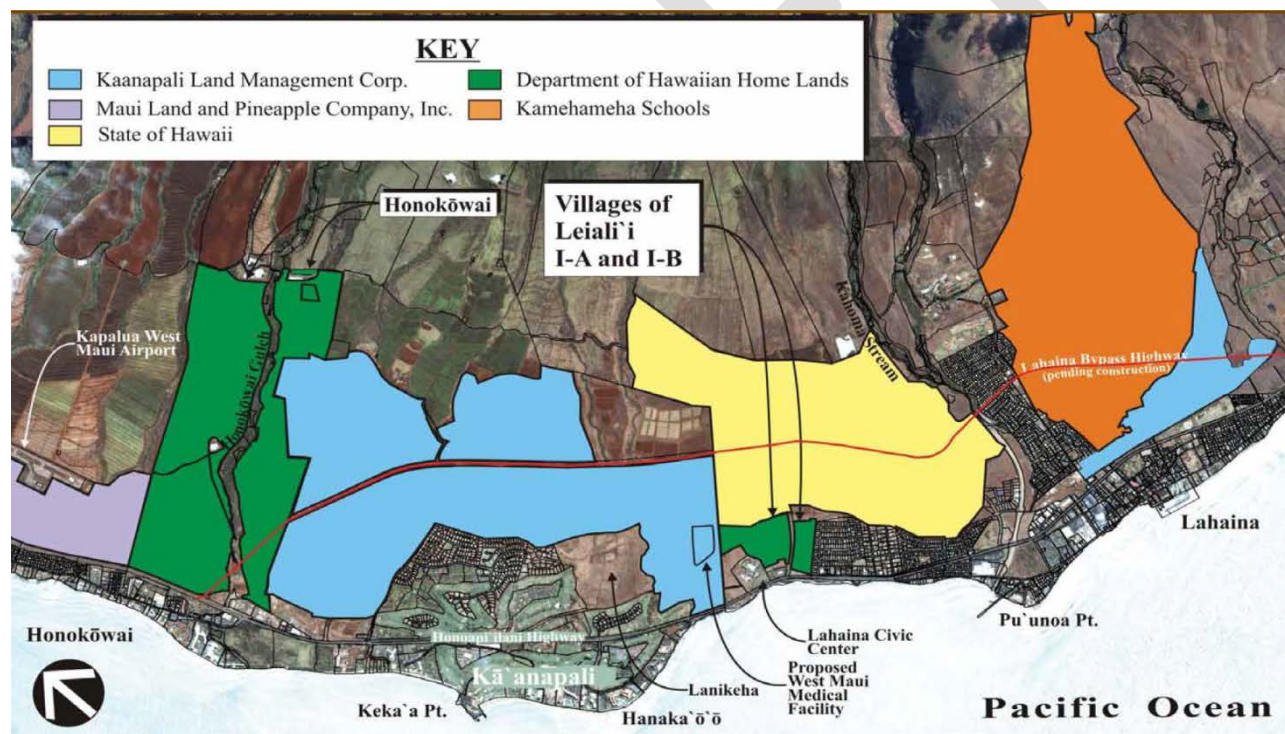 KEY
Kaanapali Land Management Corp.
Maui Land and Pineapple Company, Inc.
State of Hawaii
Department of Hawaiian Home Lands
Kamehameha Schools
Honokōwai
Villages of
Leiali`i
I-A and I-B
Kapalua West
Maui Airport
Honokōwai Gulch
Kahoma Stream
Lahaina Bypass Highway
(pending construction)
Lahaina
Pu`unoa Pt.
Honokōwai
Honoapi`ilani Highway
Kā`anapali
Keka`a Pt.
Hanaka`ō`ō
Lanikeha
Lahaina Civic
Center
Proposed
West Maui
Medical
Facility
Pacific Ocean